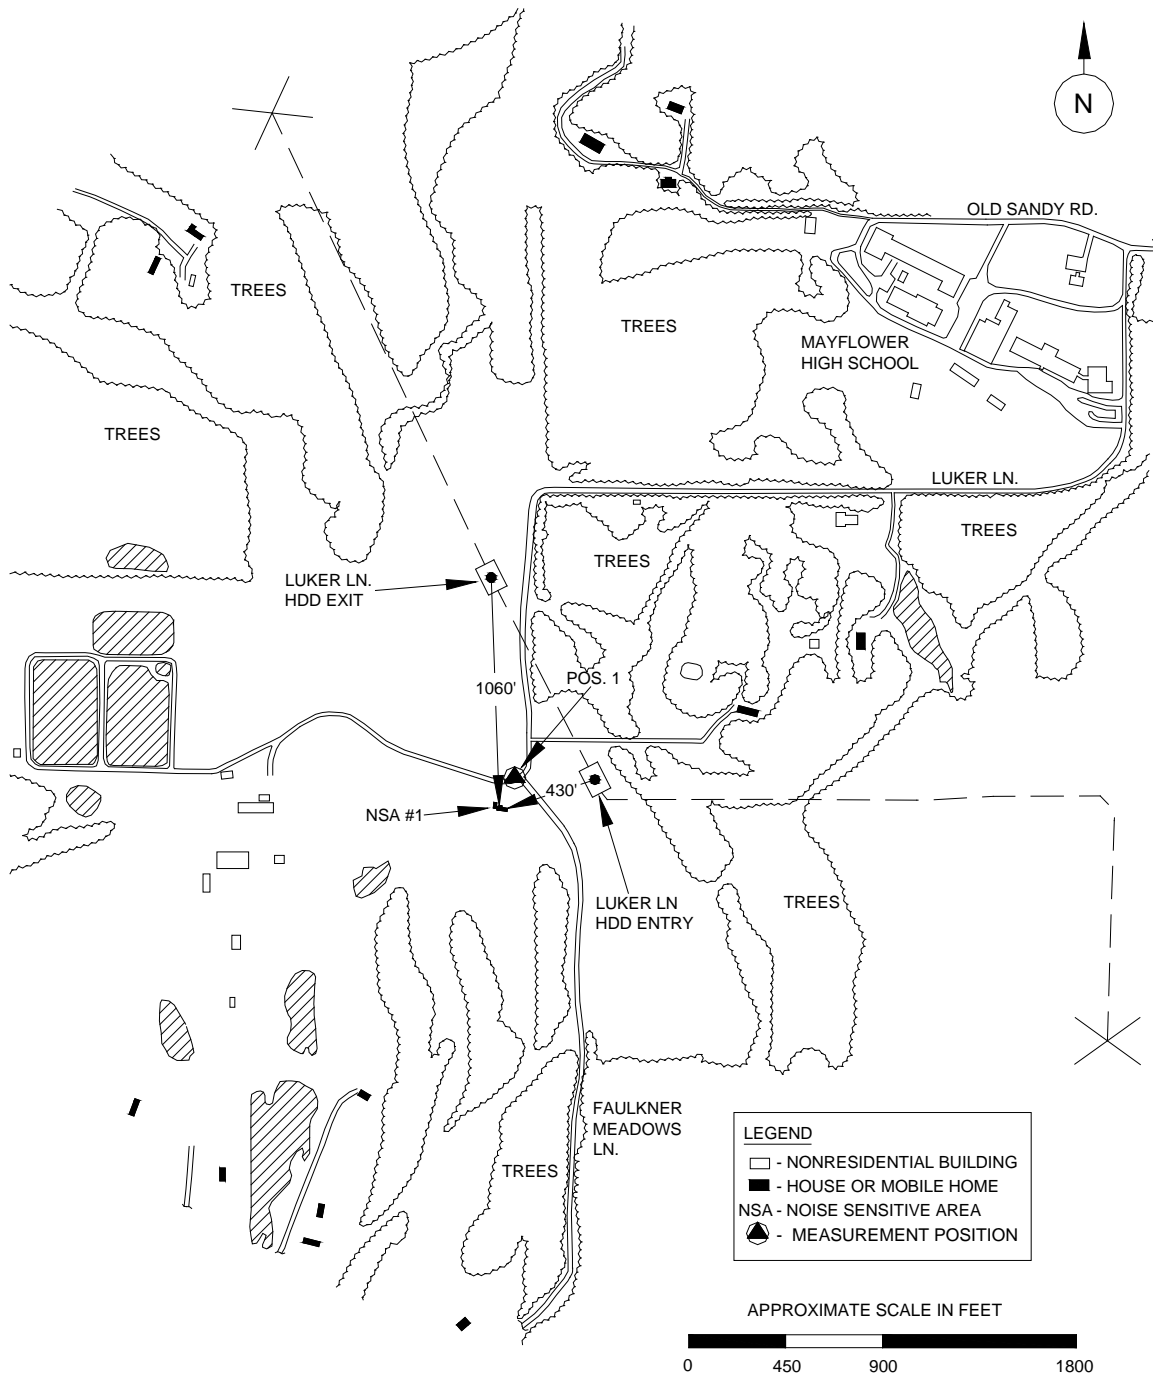 N
OLD SANDY RD.
TREES
TREES
MAYFLOWER
HIGH SCHOOL
TREES
LUKER LN.
TREES
TREES
LUKER LN.
HDD EXIT
1060'
POS. 1
430'
NSA #1
LUKER LN
HDD ENTRY
TREES
FAULKNER
MEADOWS
LN.
TREES
LEGEND
- NONRESIDENTIAL BUILDING
- HOUSE OR MOBILE HOME
NSA - NOISE SENSITIVE AREA
- MEASUREMENT POSITION
APPROXIMATE SCALE IN FEET
0 450 900 1800